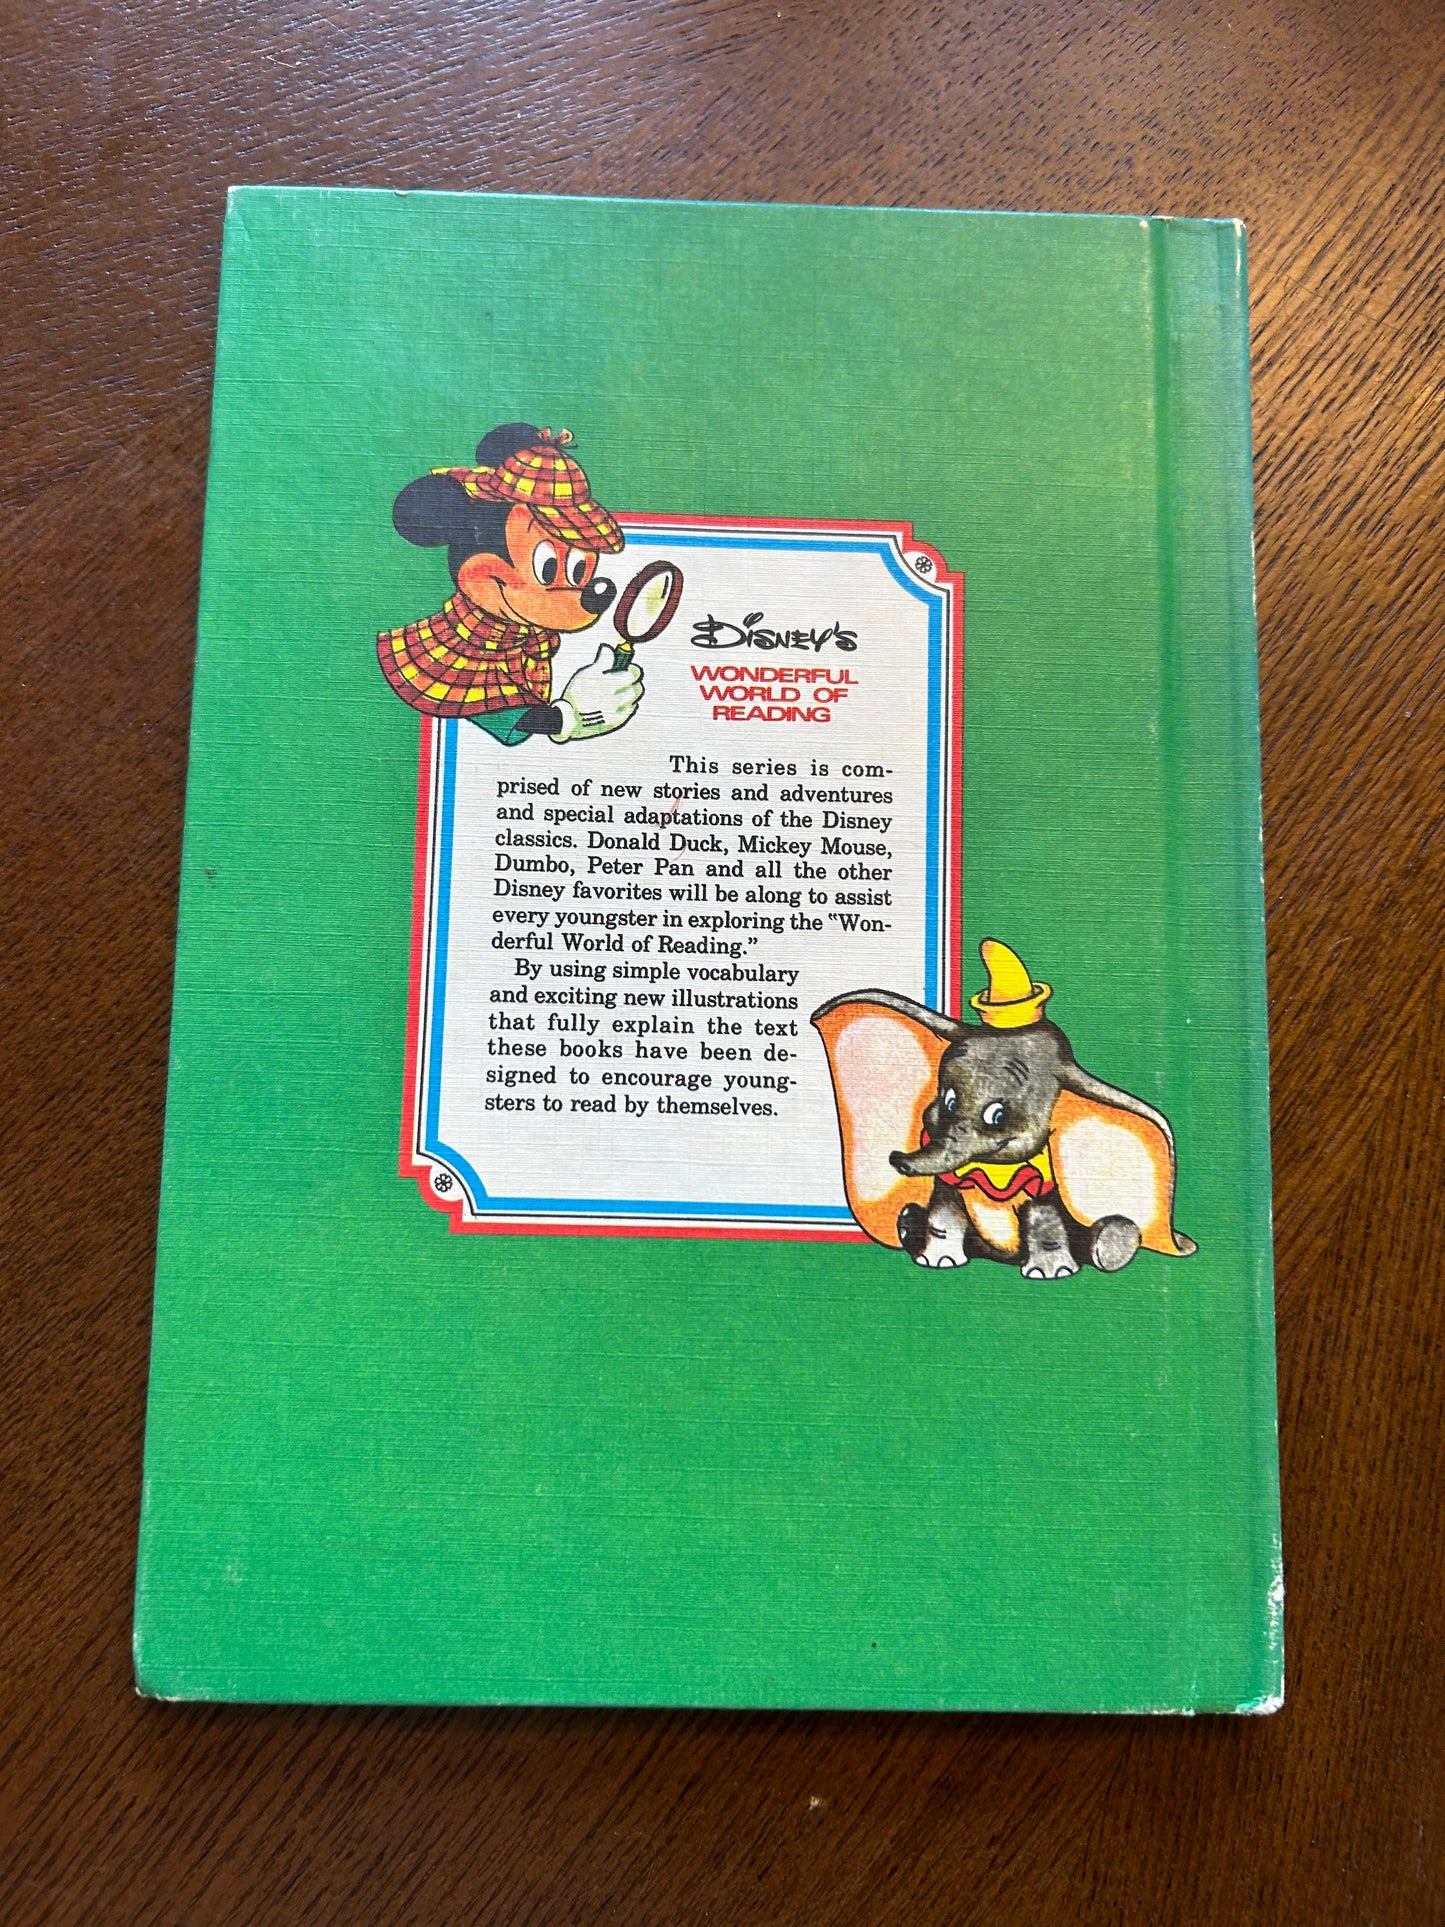 Disney's
WONDERFUL
WORLD OF
READING
This series is com-
prised of new stories and adventures
and special adaptations of the Disney
classics. Donald Duck, Mickey Mouse,
Dumbo, Peter Pan and all the other
Disney favorites will be along to assist
every youngster in exploring the "Won-
derful World of Reading."
By using simple vocabulary
and exciting new illustrations
that fully explain the text
these books have been de-
signed to encourage young-
sters to read by themselves.